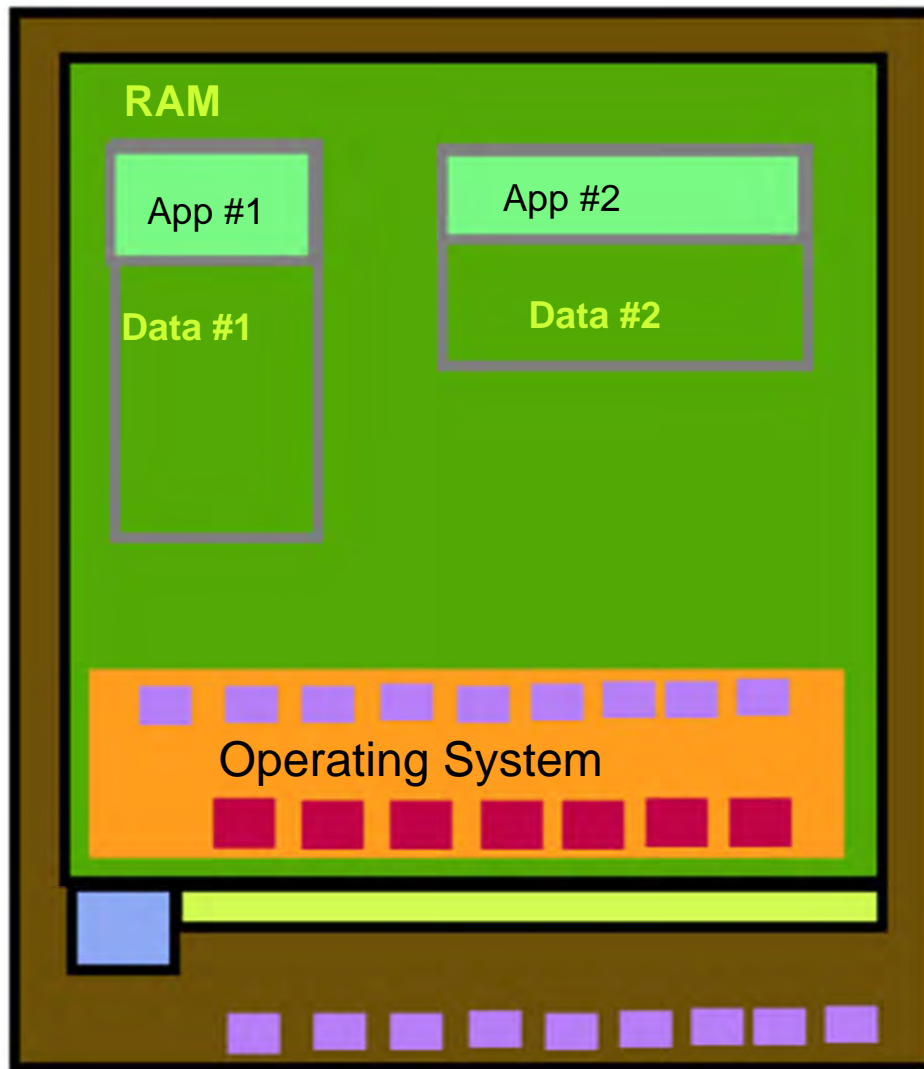 RAM
App #1
App #2
Data #1
Data #2
Operating System